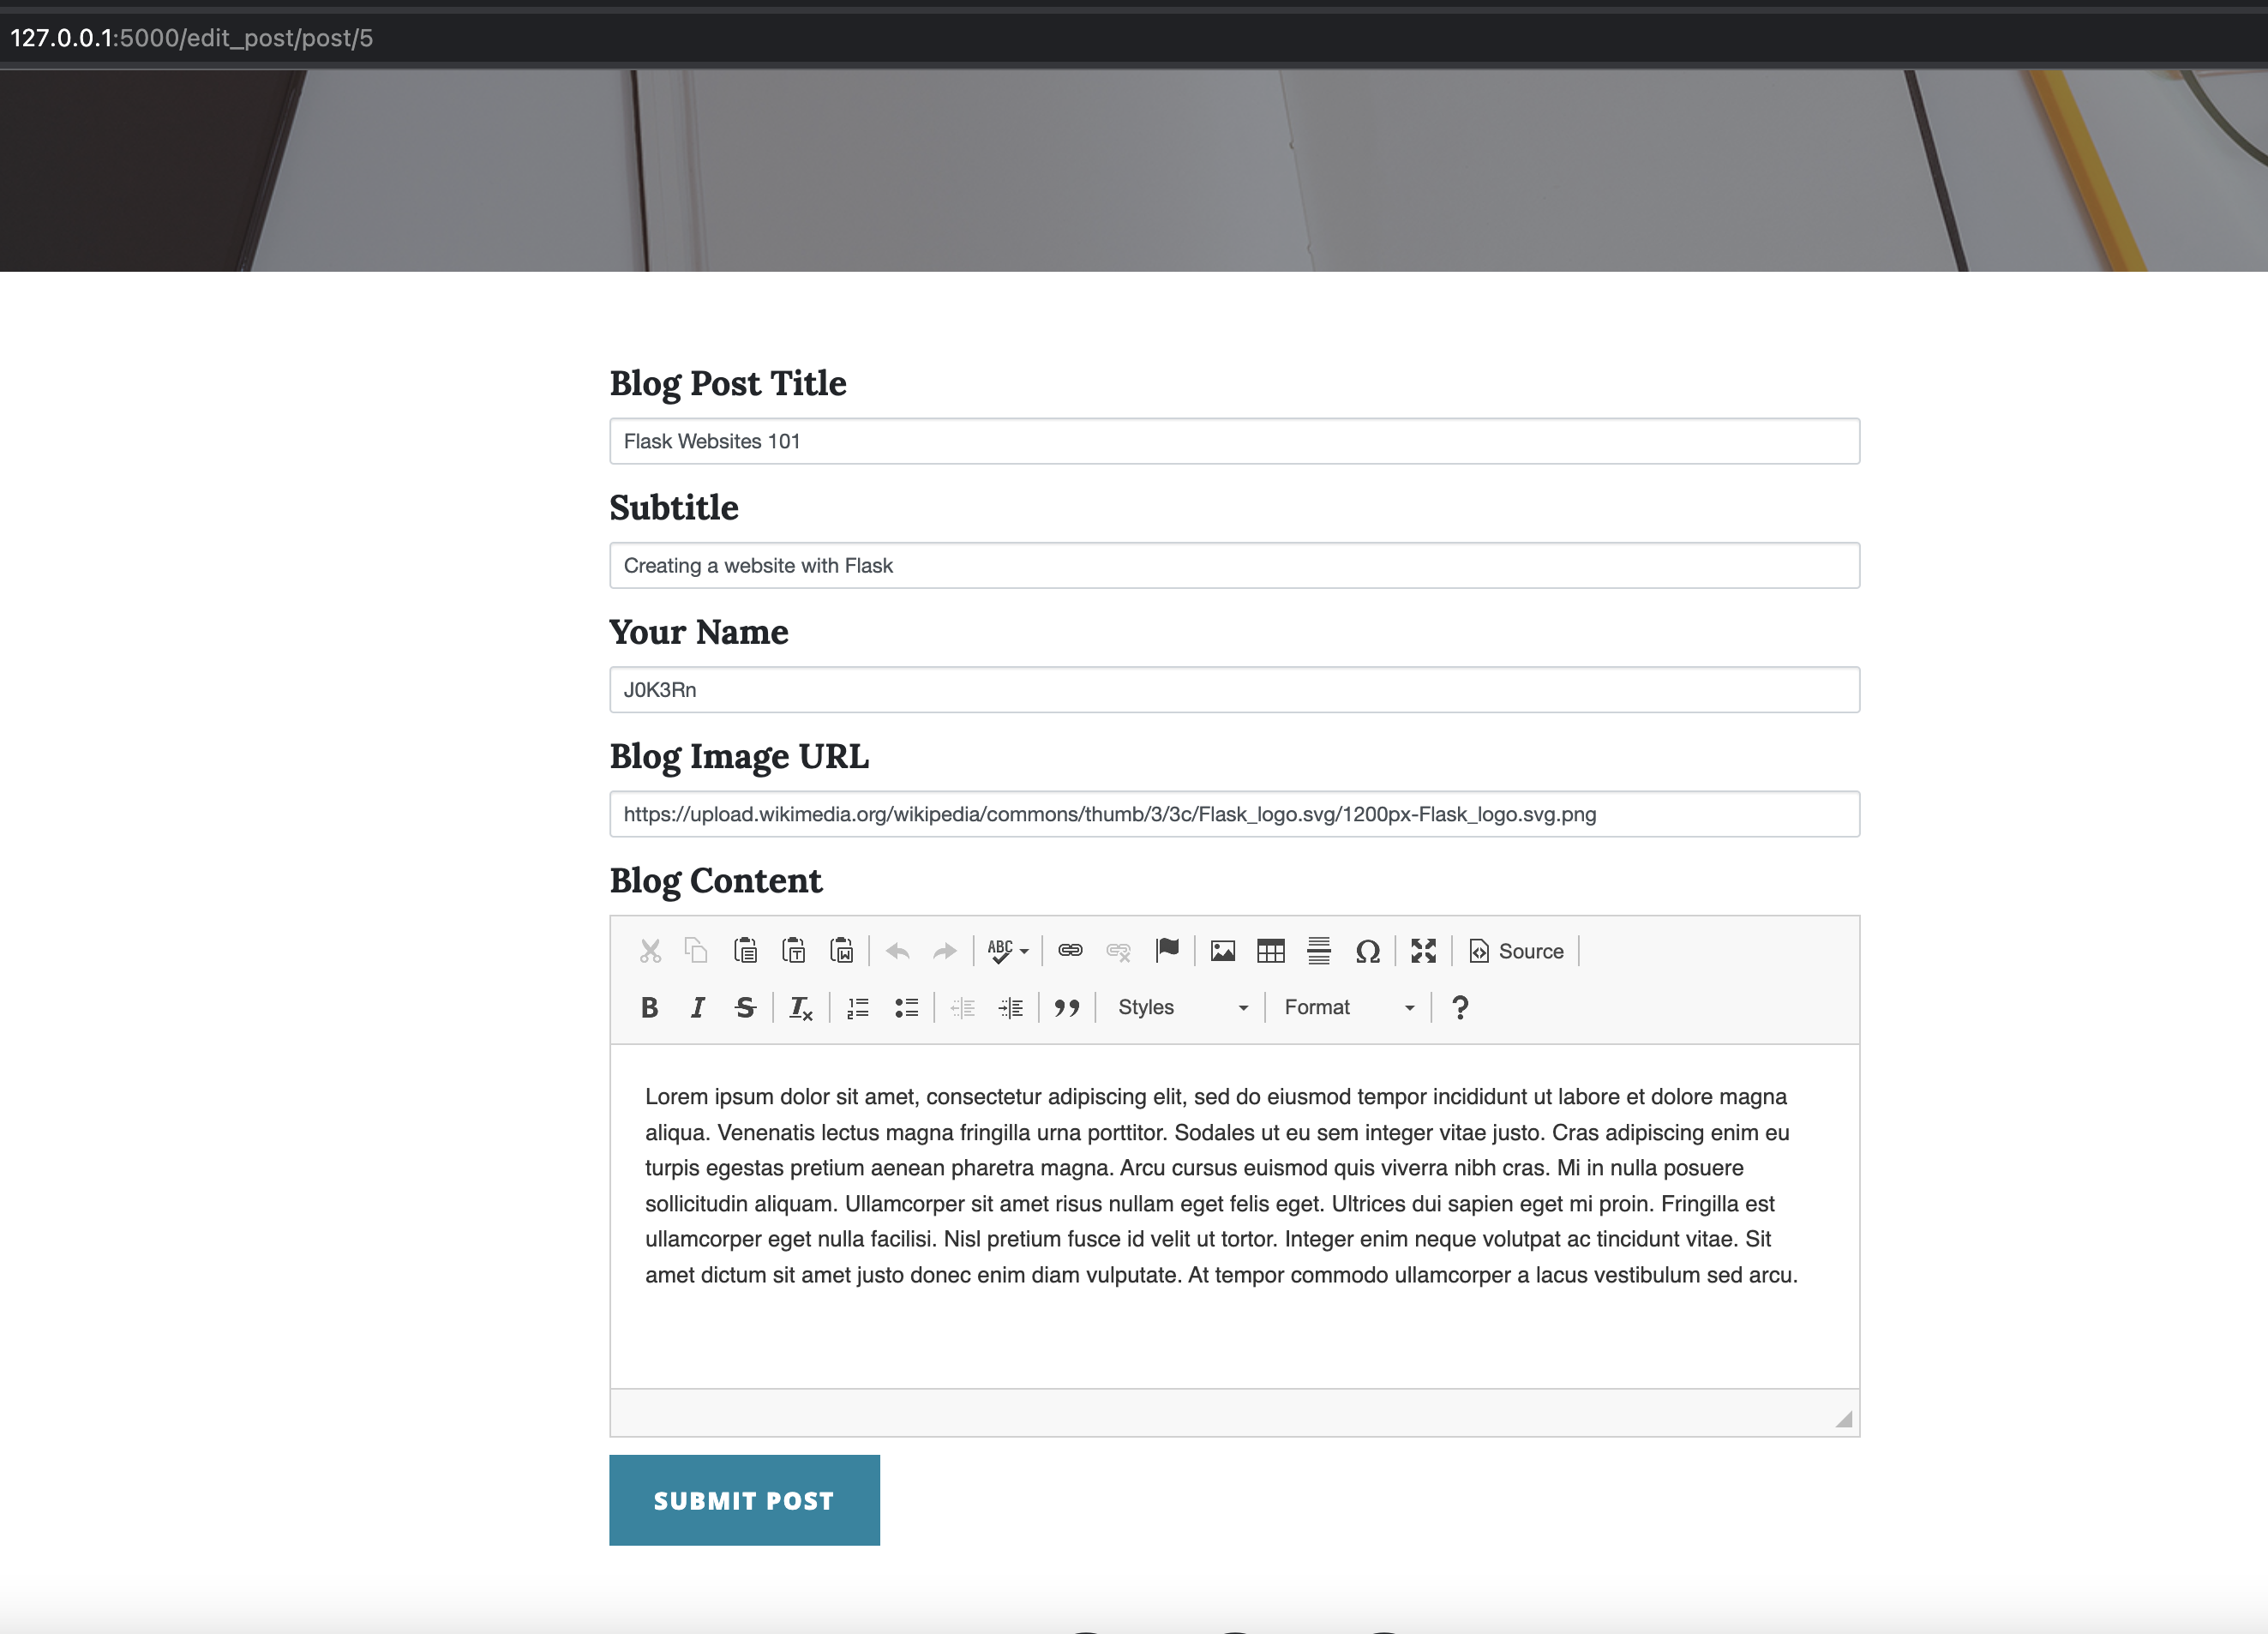 127.0.0.1:5000/edit_post/post/5
Blog Post Title
Flask Websites 101
Subtitle
Creating a website with Flask
Your Name
J0K3Rn
Blog Image URL
https://upload.wikimedia.org/wikipedia/commons/thumb/3/3c/Flask_logo.svg/1200px-Flask_logo.svg.png
Blog Content
ABC Source
B I S Styles Format ?
Lorem ipsum dolor sit amet, consectetur adipiscing elit, sed do eiusmod tempor incididunt ut labore et dolore magna
aliqua. Venenatis lectus magna fringilla urna porttitor. Sodales ut eu sem integer vitae justo. Cras adipiscing enim eu
turpis egestas pretium aenean pharetra magna. Arcu cursus euismod quis viverra nibh cras. Mi in nulla posuere
sollicitudin aliquam. Ullamcorper sit amet risus nullam eget felis eget. Ultrices dui sapien eget mi proin. Fringilla est
ullamcorper eget nulla facilisi. Nisl pretium fusce id velit ut tortor. Integer enim neque volutpat ac tincidunt vitae. Sit
amet dictum sit amet justo donec enim diam vulputate. At tempor commodo ullamcorper a lacus vestibulum sed arcu.
SUBMIT POST